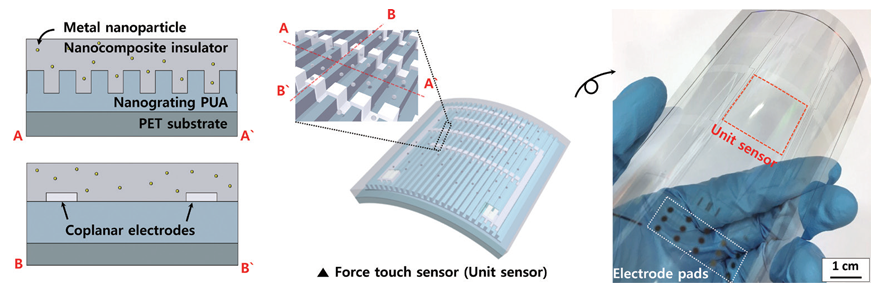 Metal nanoparticle
Nanocomposite insulator
Nanograting PUA
PET substrate
A
A`
Coplanar electrodes
B
B`
A
B
B`
A`
▲ Force touch sensor (Unit sensor)
Unit sensor
Electrode pads
1 cm